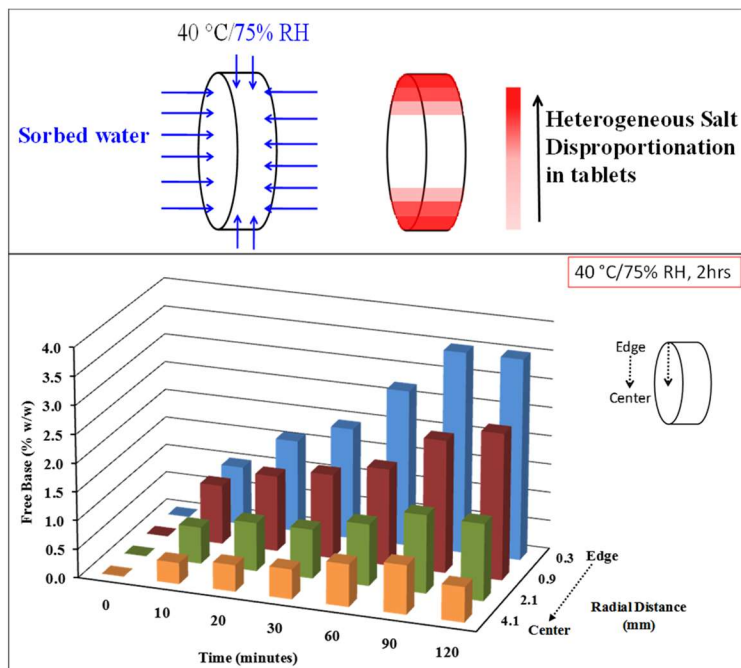 40 °C/75% RH
Sorbed water
Heterogeneous Salt
Disproportionation
in tablets
40 °C/75% RH, 2hrs
Edge
Center
4.0
3.5
3.0
2.5
2.0
1.5
1.0
0.5
0.0
Free Base (% w/w)
0
10
20
30
60
90
120
Time (minutes)
0.3
0.9
2.1
4.1
Edge
Center
Radial Distance
(mm)